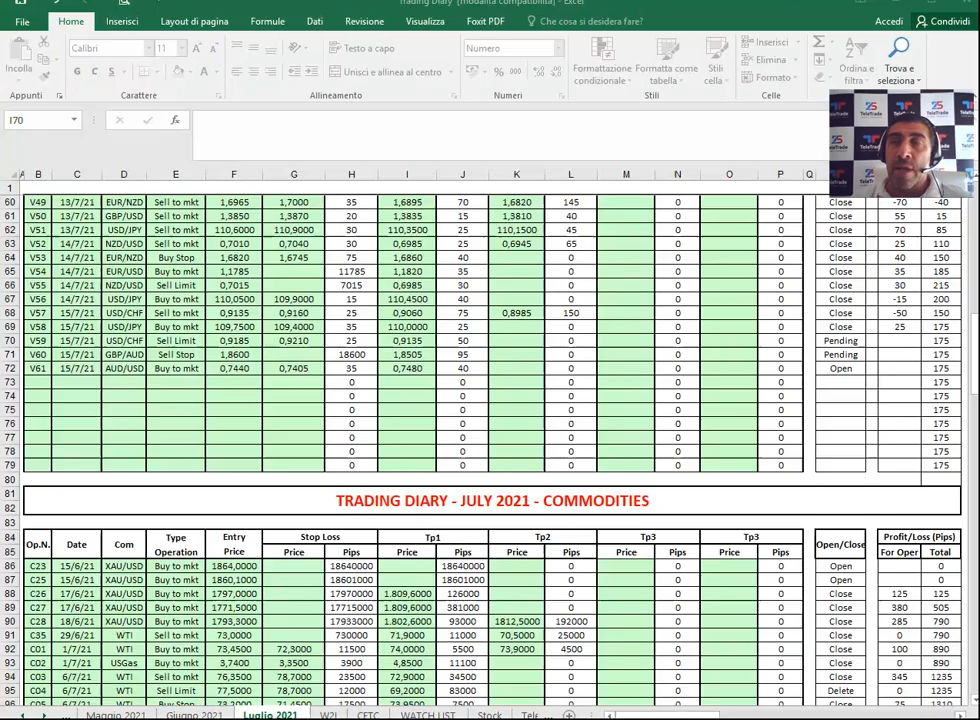 Trading Diary [modalità compatibilità] - Excel
File Home Inserisci Layout di pagina Formule Dati Revisione Visualizza Foxit PDF Che cosa si desidera fare? Accedi Condividi
Incolla Calibri 11 Testo a capo Numero Formattazione condizionale Formatta come tabella Stili cella Inserisci Elimina Formato Ordina e filtra Trova e seleziona
G C S Unisci e allinea al centro % 000
Appunti Carattere Allineamento Numeri Stili Celle
I70 fx
TeleTrade
B C D E F G H I J K L M N O P Q
1
60 V49 13/7/21 EUR/NZD Sell to mkt 1,6965 1,7000 35 1,6895 70 1,6820 145 0 0 Close -70 -40
61 V50 13/7/21 GBP/USD Sell to mkt 1,3850 1,3870 20 1,3835 15 1,3810 40 0 0 Close 55 15
62 V51 13/7/21 USD/JPY Sell to mkt 110,6000 110,9000 30 110,3500 25 110,1500 45 0 0 Close 70 85
63 V52 13/7/21 NZD/USD Sell to mkt 0,7010 0,7040 30 0,6985 25 0,6945 65 0 0 Close 25 110
64 V53 14/7/21 EUR/NZD Buy Stop 1,6820 1,6745 75 1,6860 40 0 0 0 Close 40 150
65 V54 14/7/21 EUR/USD Buy to mkt 1,1785 11785 1,1820 35 0 0 0 Close 35 185
66 V55 14/7/21 NZD/USD Sell Limit 0,7015 7015 0,6985 30 0 0 0 Close 30 215
67 V56 14/7/21 USD/JPY Buy to mkt 110,0500 109,9000 15 110,4500 40 0 0 0 Close -15 200
68 V57 14/7/21 USD/CHF Sell to mkt 0,9135 0,9160 25 0,9060 75 0,8985 150 0 0 Close -50 150
69 V58 15/7/21 USD/JPY Buy to mkt 109,7500 109,4000 35 110,0000 25 0 0 0 Close 25 175
70 V59 15/7/21 USD/CHF Sell Limit 0,9185 0,9210 25 0,9135 50 0 0 0 Pending 175
71 V60 15/7/21 GBP/AUD Sell Stop 1,8600 18600 1,8505 95 0 0 0 Pending 175
72 V61 15/7/21 AUD/USD Buy to mkt 0,7440 0,7405 35 0,7480 40 0 0 0 Open 175
73 0 0 0 0 0 175
74 0 0 0 0 0 175
75 0 0 0 0 0 175
76 0 0 0 0 0 175
77 0 0 0 0 0 175
78 0 0 0 0 0 175
79 0 0 0 0 0 175
80
81 TRADING DIARY - JULY 2021 - COMMODITIES
82
83
84 Op.N. Date Com Type Entry Stop Loss Tp1 Tp2 Tp3 Tp3 Open/Close Profit/Loss (Pips)
85 Operation Price Price Pips Price Pips Price Pips Price Pips Price Pips For Oper Total
86 C23 15/6/21 XAU/USD Buy to mkt 1864,0000 18640000 18640000 0 0 0 Open 0
87 C25 15/6/21 XAU/USD Buy to mkt 1860,1000 18601000 18601000 0 0 0 Open 0
88 C26 17/6/21 XAU/USD Buy to mkt 1797,0000 17970000 1.809,6000 126000 0 0 0 Close 125 125
89 C27 17/6/21 XAU/USD Buy to mkt 1771,5000 17715000 1.809,6000 381000 0 0 0 Close 380 505
90 C28 18/6/21 XAU/USD Buy to mkt 1793,3000 17933000 1.802,6000 93000 1812,5000 192000 0 0 Close 285 790
91 C35 29/6/21 WTI Sell to mkt 73,0000 730000 71,9000 11000 70,5000 25000 0 0 Close 0 790
92 C01 1/7/21 WTI Buy to mkt 73,4500 72,3000 11500 74,0000 5500 73,9000 4500 0 0 Close 100 890
93 C02 1/7/21 USGas Buy to mkt 3,7400 3,3500 3900 4,8500 11100 0 0 0 Close 0 890
94 C03 6/7/21 WTI Sell to mkt 76,3500 78,7000 23500 72,9000 34500 0 0 0 Close 345 1235
95 C04 6/7/21 WTI Sell Limit 77,5000 78,7000 12000 69,2000 83000 0 0 0 Delete 0 1235
C05 6/7/21 WTI Buy to mkt 73,2000 71,4500 17500 73,9500 7500 0 0 0 Close 75 1310
Maggio 2021 Giugno 2021 Luglio 2021 W2L CFTC WATCH LIST Stock